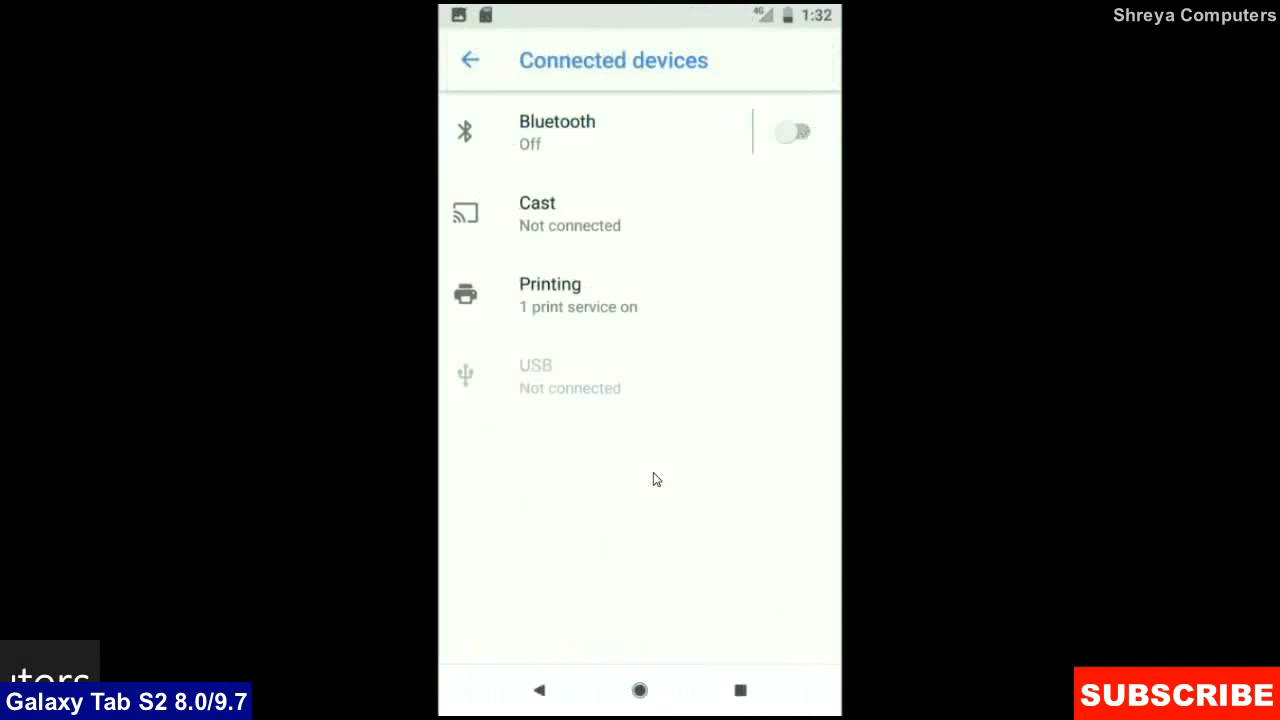 4G 1:32
Shreya Computers
Connected devices
Bluetooth
Off
Cast
Not connected
Printing
1 print service on
USB
Not connected
Galaxy Tab S2 8.0/9.7
SUBSCRIBE